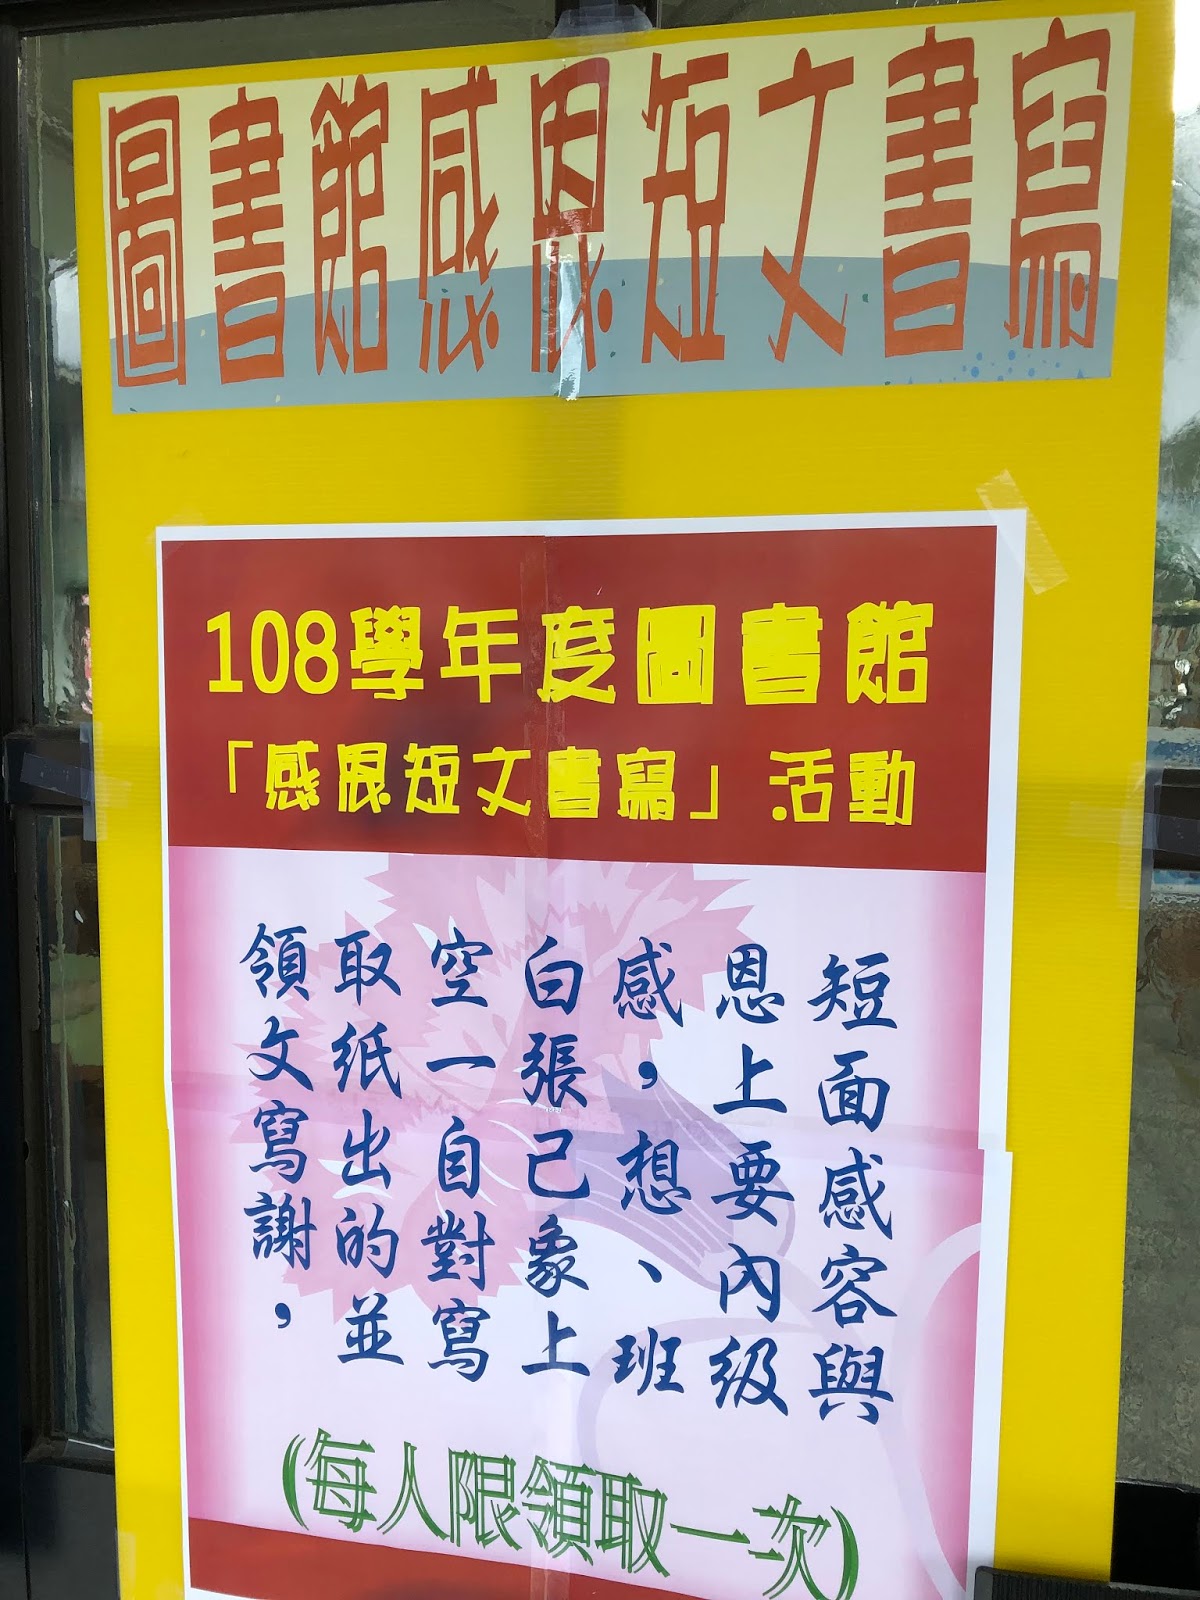 圖書館感恩短文書寫
108學年度圖書館
「感恩短文書寫」活動
領取空白感恩短
文紙一張，上面
寫出自己想要感
謝的對象、內容
，並寫上班級與
(每人限領取一次)